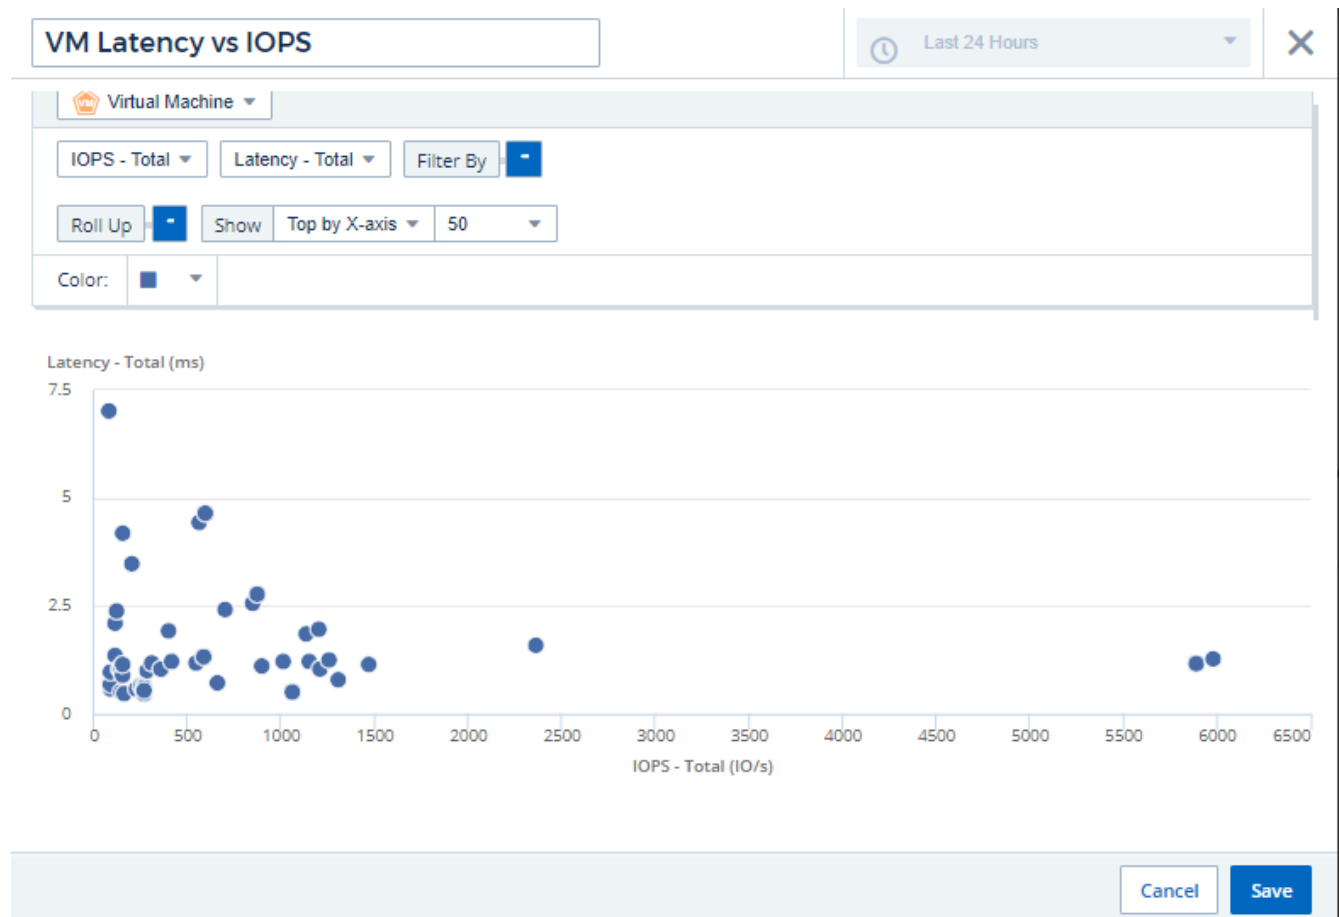 VM Latency vs IOPS
Last 24 Hours
VM Virtual Machine
IOPS - Total Latency - Total Filter By -
Roll Up - Show Top by X-axis 50
Color:
Latency - Total (ms)
7.5
5
2.5
0
0 500 1000 1500 2000 2500 3000 3500 4000 4500 5000 5500 6000 6500
IOPS - Total (IO/s)
Cancel Save